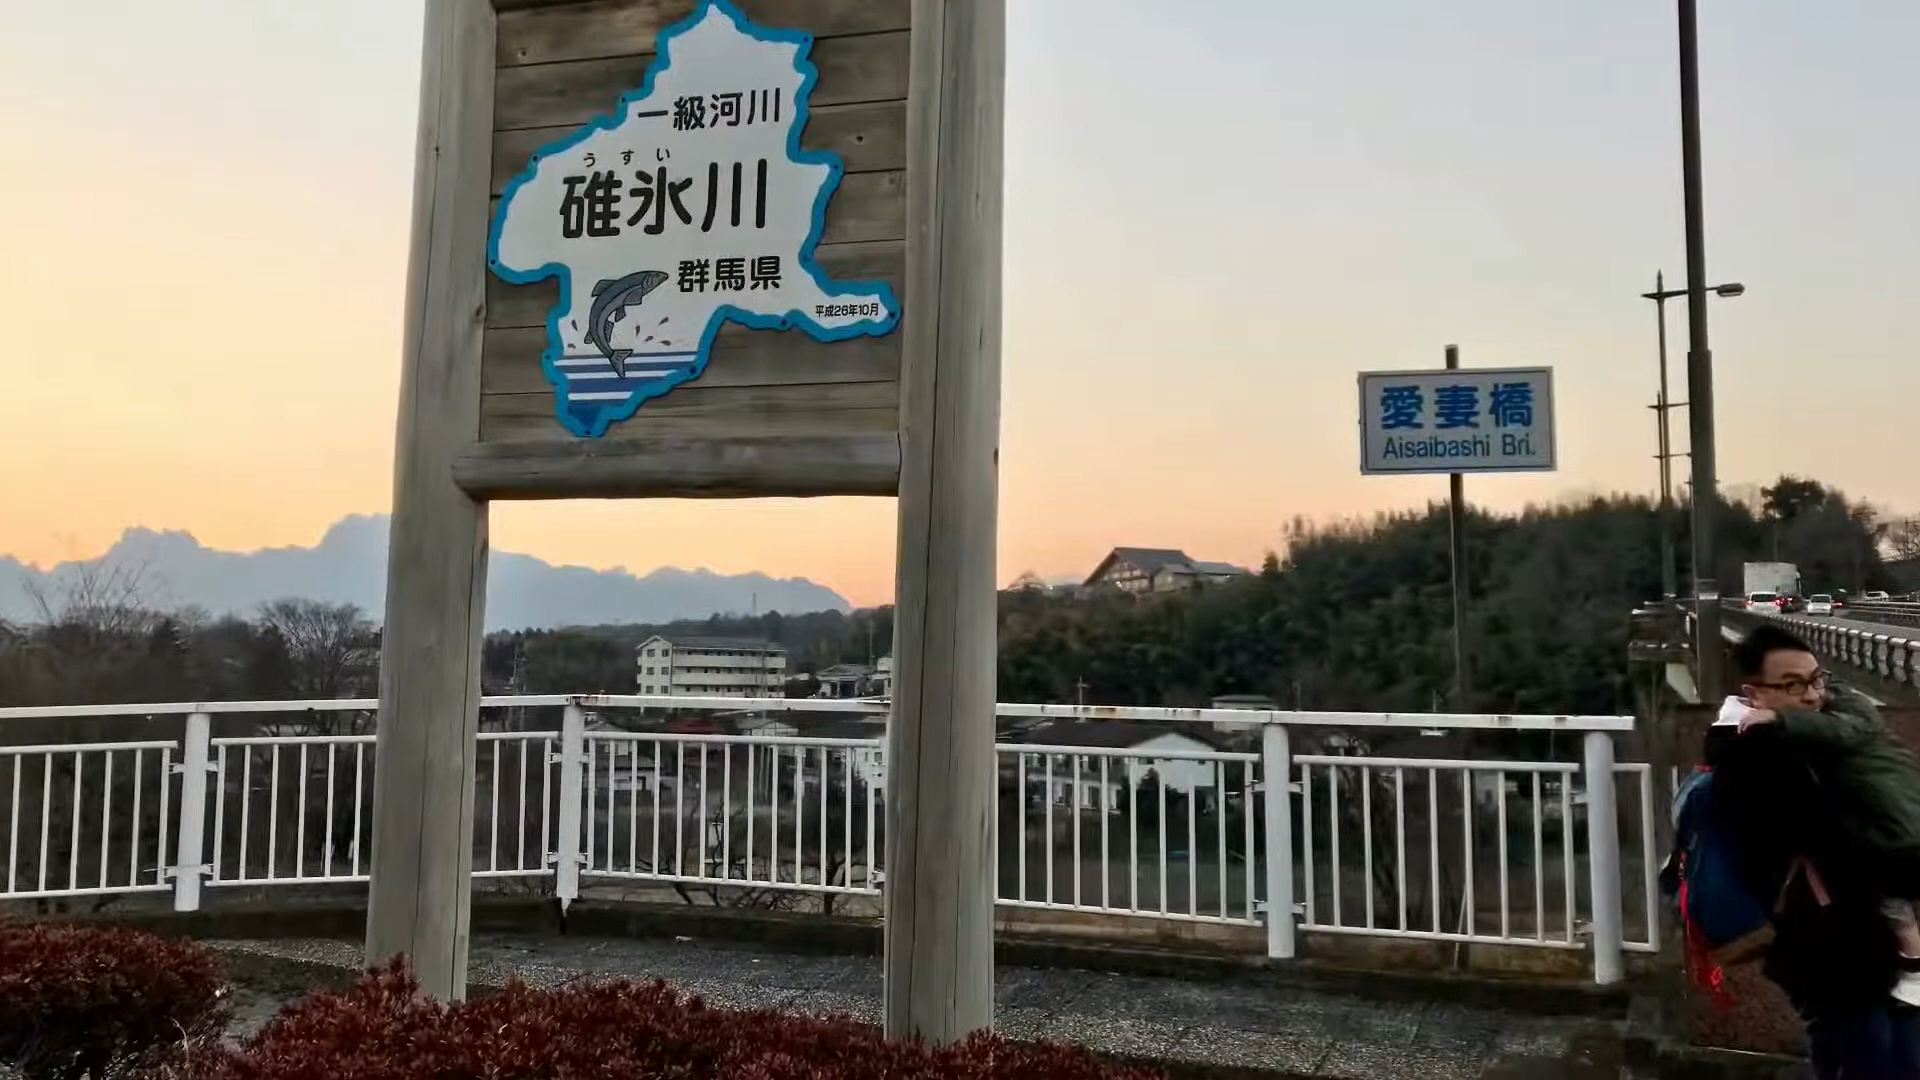 一級河川
うすい
碓氷川
群馬県
平成26年10月
愛妻橋
Aisaibashi Bri.